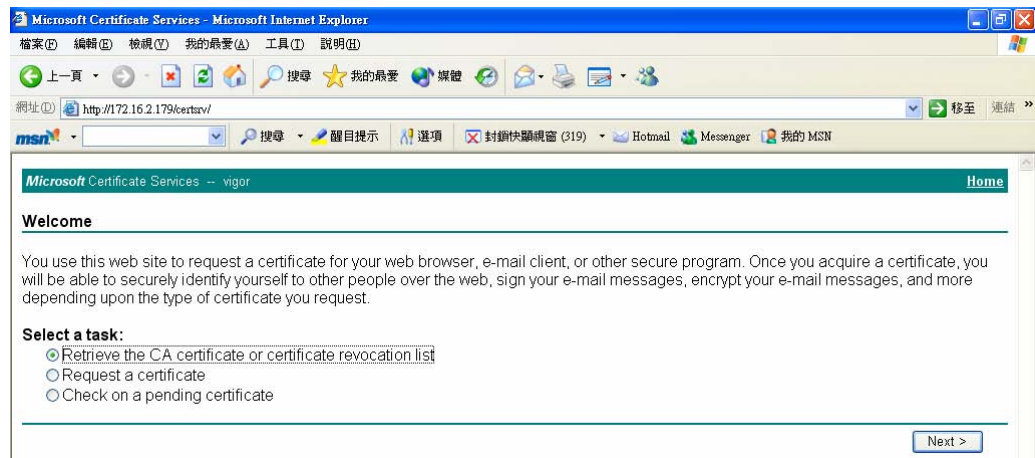 Microsoft Certificate Services - Microsoft Internet Explorer
檔案(F) 編輯(E) 檢視(V) 我的最愛(A) 工具(T) 說明(H)
上一頁 搜尋 我的最愛 媒體
網址(D) http://172.16.2.179/certsrv/ 移至 連結 »
msn 搜尋 醒目提示 選項 封鎖快顯視窗 (319) Hotmail Messenger 我的 MSN
Microsoft Certificate Services -- vigor Home
Welcome
You use this web site to request a certificate for your web browser, e-mail client, or other secure program. Once you acquire a certificate, you
will be able to securely identify yourself to other people over the web, sign your e-mail messages, encrypt your e-mail messages, and more
depending upon the type of certificate you request.
Select a task:
Retrieve the CA certificate or certificate revocation list
Request a certificate
Check on a pending certificate
Next >